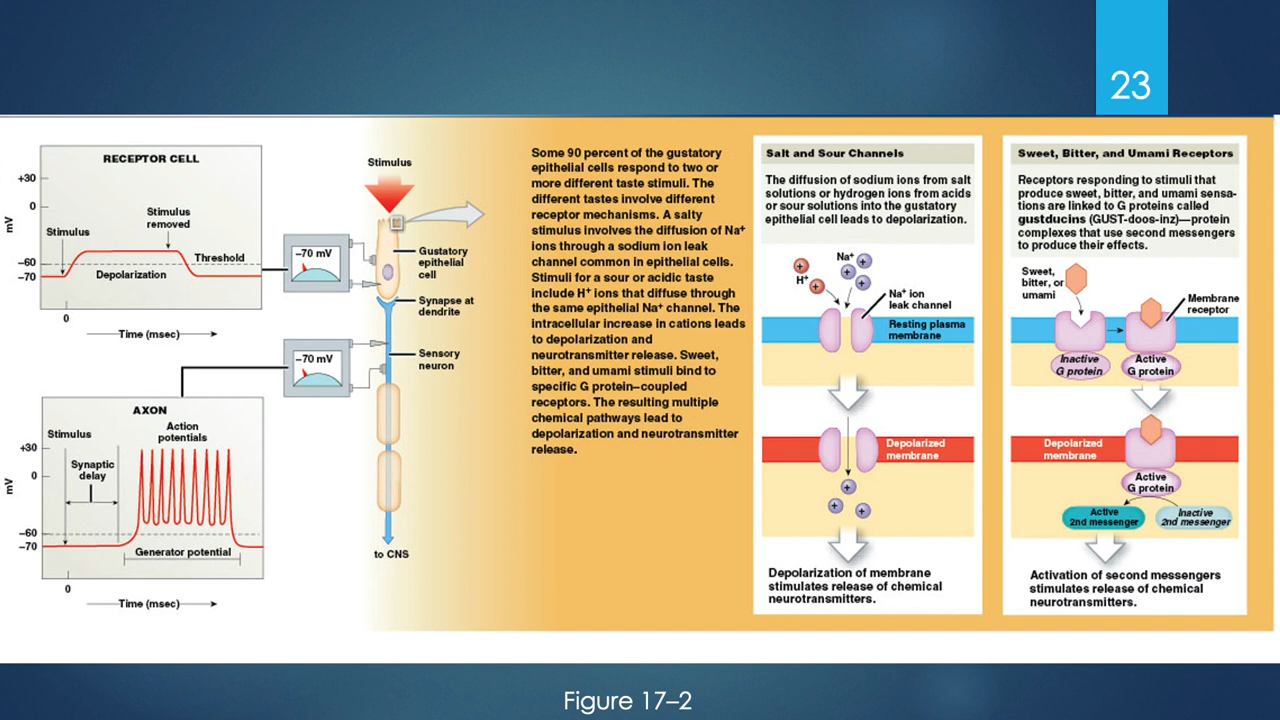 23
RECEPTOR CELL
+30
0
mV
−60
−70
Stimulus
Stimulus
removed
Threshold
Depolarization
0
Time (msec)
AXON
Stimulus
Action
potentials
+30
Synaptic
delay
0
mV
−60
−70
Generator potential
0
Time (msec)
Stimulus
−70 mV
Gustatory
epithelial
cell
Synapse at
dendrite
−70 mV
Sensory
neuron
to CNS
Some 90 percent of the gustatory
epithelial cells respond to two or
more different taste stimuli. The
different tastes involve different
receptor mechanisms. A salty
stimulus involves the diffusion of Na+
ions through a sodium ion leak
channel common in epithelial cells.
Stimuli for a sour or acidic taste
include H+ ions that diffuse through
the same epithelial Na+ channel. The
intracellular increase in cations leads
to depolarization and
neurotransmitter release. Sweet,
bitter, and umami stimuli bind to
specific G protein–coupled
receptors. The resulting multiple
chemical pathways lead to
depolarization and neurotransmitter
release.
Salt and Sour Channels
The diffusion of sodium ions from salt
solutions or hydrogen ions from acids
or sour solutions into the gustatory
epithelial cell leads to depolarization.
Na+
+
+
+
+
+
H+
Na+ ion
leak channel
Resting plasma
membrane
Depolarized
membrane
+
+
+
Depolarization of membrane
stimulates release of chemical
neurotransmitters.
Sweet, Bitter, and Umami Receptors
Receptors responding to stimuli that
produce sweet, bitter, and umami sensa-
tions are linked to G proteins called
gustducins (GUST-doos-inz)—protein
complexes that use second messengers
to produce their effects.
Sweet,
bitter, or
umami
Membrane
receptor
Inactive
G protein
Active
G protein
Depolarized
membrane
Active
G protein
Active
2nd messenger
Inactive
2nd messenger
Activation of second messengers
stimulates release of chemical
neurotransmitters.
Figure 17–2